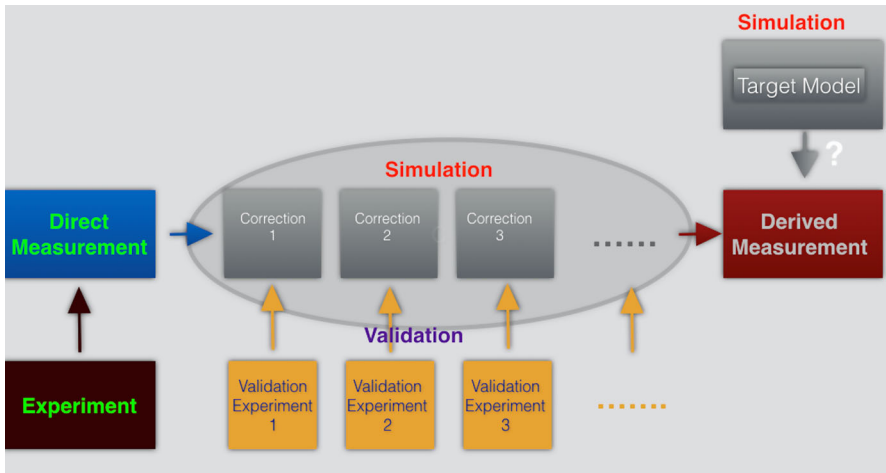 Simulation
Target Model
?
Simulation
Direct
Measurement
Correction
1
Correction
2
Correction
3
......
Derived
Measurement
Validation
Experiment
Validation
Experiment
1
Validation
Experiment
2
Validation
Experiment
3
.......